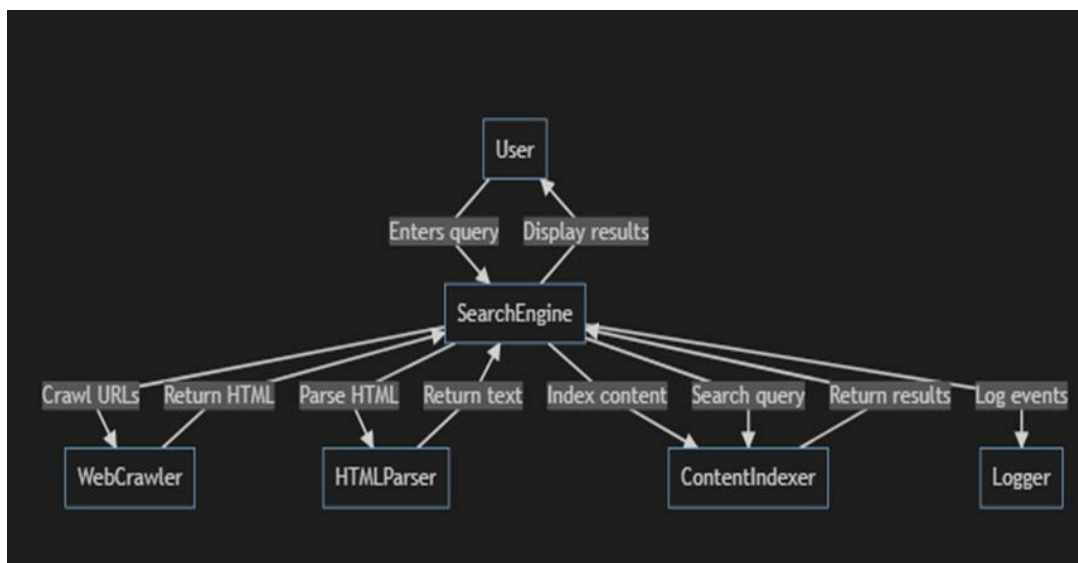 User
Enters query
Display results
SearchEngine
Crawl URLs
Return HTML
Parse HTML
Return text
Index content
Search query
Return results
Log events
WebCrawler
HTMLParser
ContentIndexer
Logger